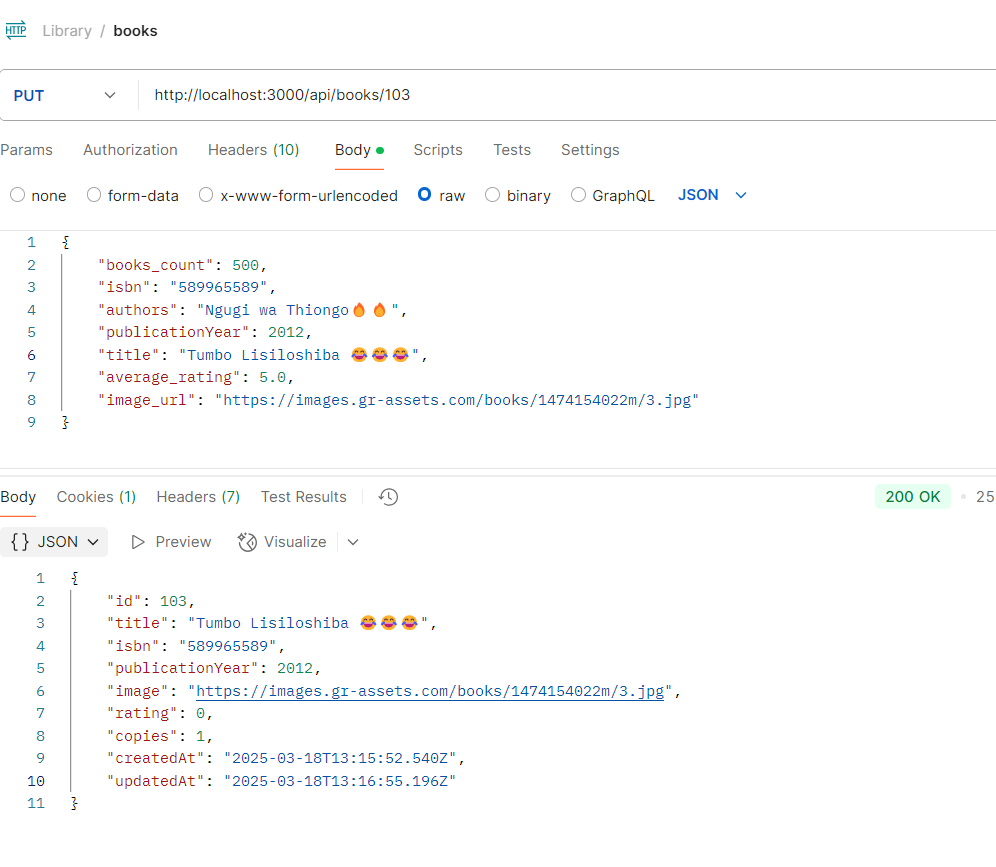 HTTP Library / books
PUT http://localhost:3000/api/books/103
Params Authorization Headers (10) Body Scripts Tests Settings
none form-data x-www-form-urlencoded raw binary GraphQL JSON
1 {
2 "books_count": 500,
3 "isbn": "589965589",
4 "authors": "Ngugi wa Thiongo🔥🔥",
5 "publicationYear": 2012,
6 "title": "Tumbo Lisiloshiba 😂😂😂",
7 "average_rating": 5.0,
8 "image_url": "https://images.gr-assets.com/books/1474154022m/3.jpg"
9 }
Body Cookies (1) Headers (7) Test Results 200 OK • 25
{} JSON Preview Visualize
1 {
2 "id": 103,
3 "title": "Tumbo Lisiloshiba 😂😂😂",
4 "isbn": "589965589",
5 "publicationYear": 2012,
6 "image": "https://images.gr-assets.com/books/1474154022m/3.jpg",
7 "rating": 0,
8 "copies": 1,
9 "createdAt": "2025-03-18T13:15:52.540Z",
10 "updatedAt": "2025-03-18T13:16:55.196Z"
11 }